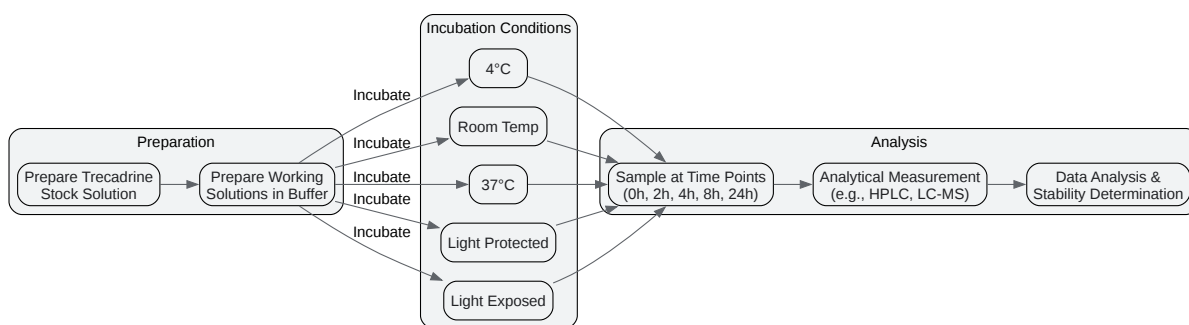 Preparation
Prepare Trecadrine
Stock Solution
Prepare Working
Solutions in Buffer
Incubate
Incubate
Incubate
Incubate
Incubate
Incubation Conditions
4°C
Room Temp
37°C
Light Protected
Light Exposed
Analysis
Sample at Time Points
(0h, 2h, 4h, 8h, 24h)
Analytical Measurement
(e.g., HPLC, LC-MS)
Data Analysis &
Stability Determination